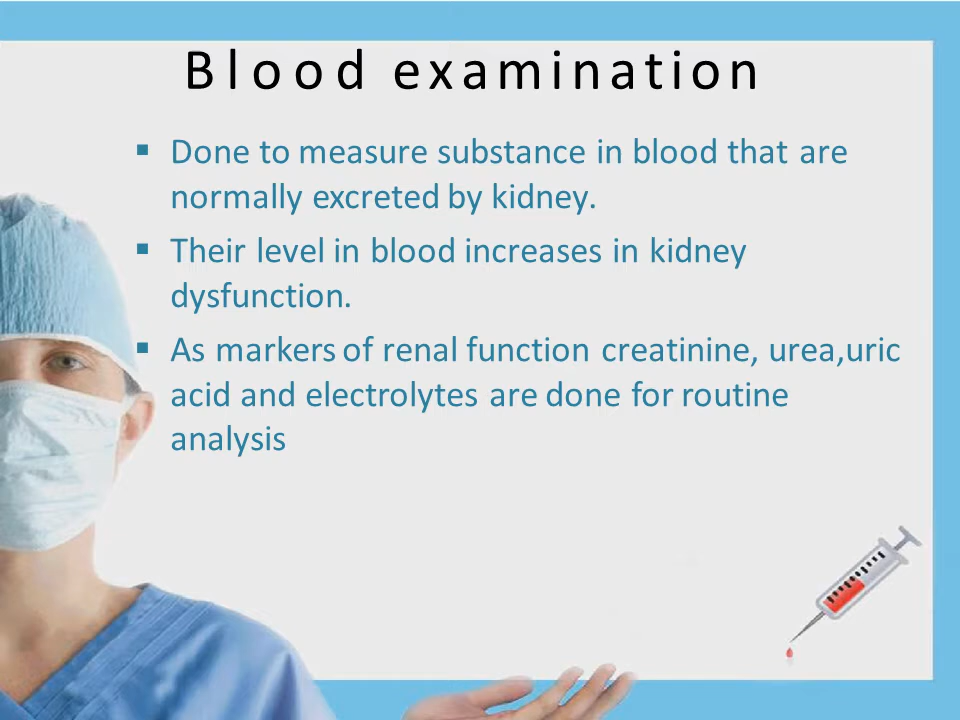 Blood examination
▪ Done to measure substance in blood that are
normally excreted by kidney.
▪ Their level in blood increases in kidney
dysfunction.
▪ As markers of renal function creatinine, urea,uric
acid and electrolytes are done for routine
analysis